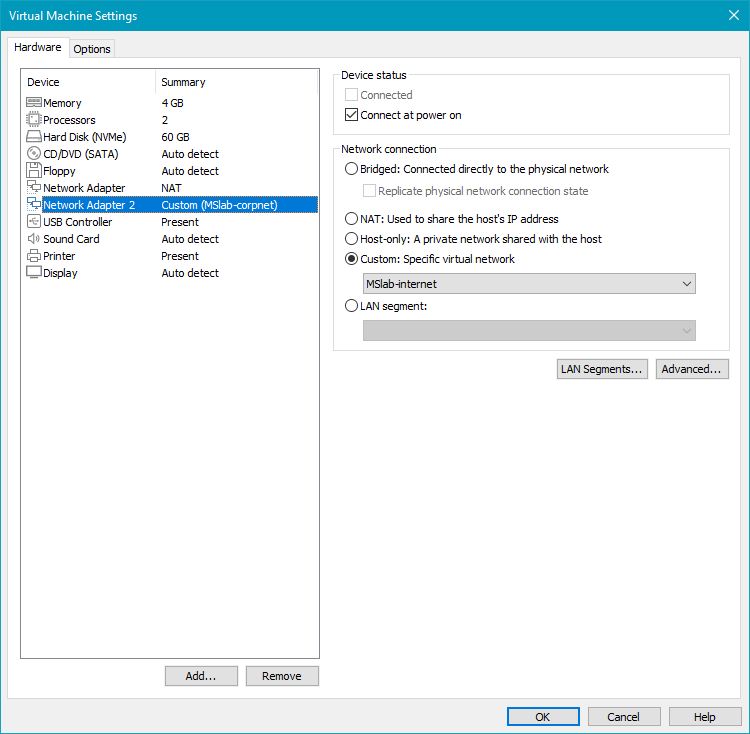 Virtual Machine Settings
Hardware Options
Device Summary
Memory 4 GB
Processors 2
Hard Disk (NVMe) 60 GB
CD/DVD (SATA) Auto detect
Floppy Auto detect
Network Adapter NAT
Network Adapter 2 Custom (MSlab-corpnet)
USB Controller Present
Sound Card Auto detect
Printer Present
Display Auto detect
Add... Remove
Device status
Connected
Connect at power on
Network connection
Bridged: Connected directly to the physical network
Replicate physical network connection state
NAT: Used to share the host's IP address
Host-only: A private network shared with the host
Custom: Specific virtual network
MSlab-internet
LAN segment:
LAN Segments... Advanced...
OK Cancel Help